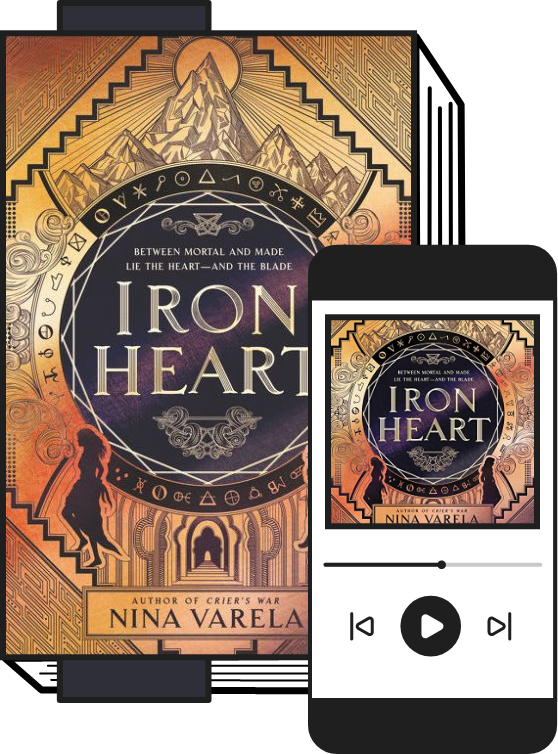 BETWEEN MORTAL AND MADE
LIE THE HEART—AND THE BLADE
IRON
HEART
AUTHOR OF CRIER'S WAR
NINA VARELA
BETWEEN MORTAL AND MADE
LIE THE HEART—AND THE BLADE
IRON
HEART
AUTHOR OF CRIER'S WAR
NINA VARELA